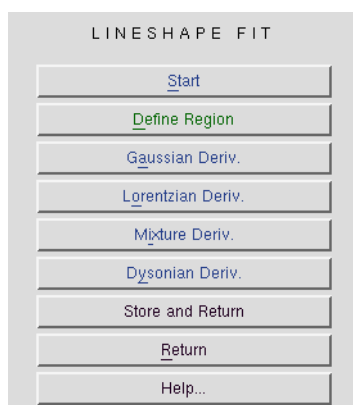 LINESHAPE FIT
Start
Define Region
Gaussian Deriv.
Lorentzian Deriv.
Mixture Deriv.
Dysonian Deriv.
Store and Return
Return
Help...